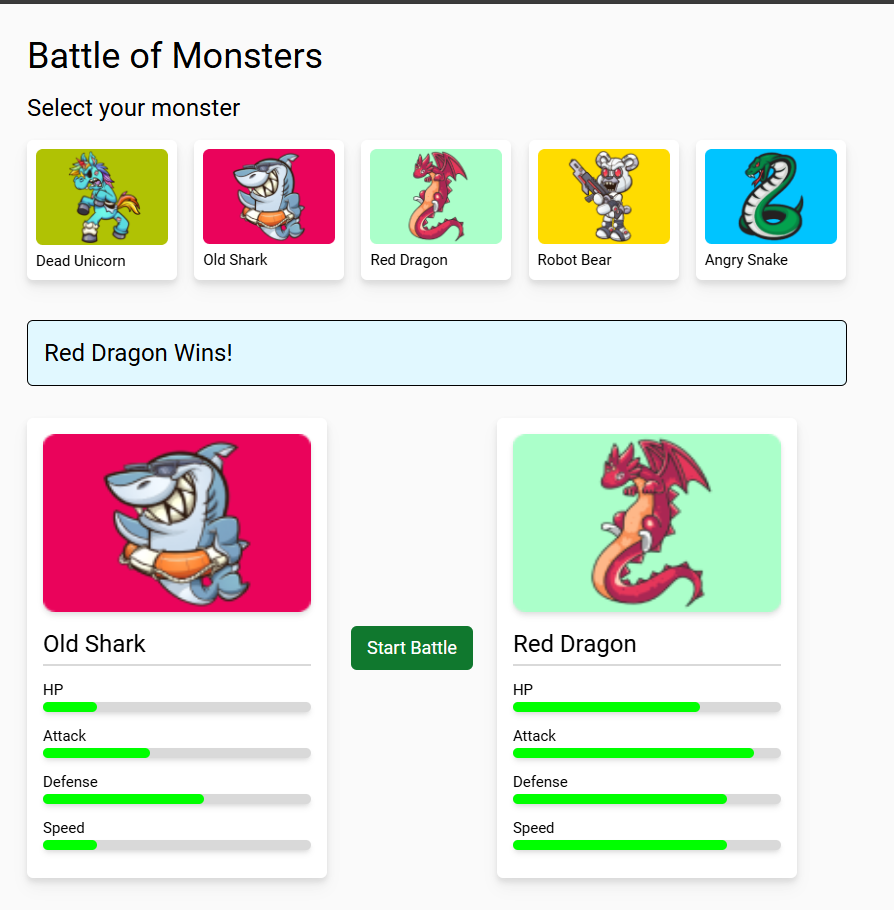 Battle of Monsters
Select your monster
Dead Unicorn
Old Shark
Red Dragon
Robot Bear
Angry Snake
Red Dragon Wins!
Old Shark
HP
Attack
Defense
Speed
Start Battle
Red Dragon
HP
Attack
Defense
Speed